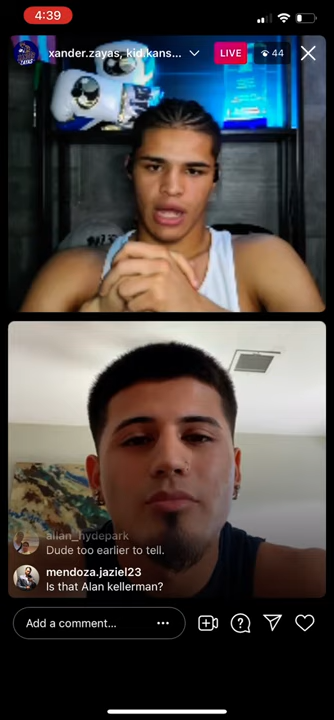 4:39
xander.zayas, kid.kans...
LIVE
44
allan_hydepark
Dude too earlier to tell.
mendoza.jaziel23
Is that Alan kellerman?
Add a comment...